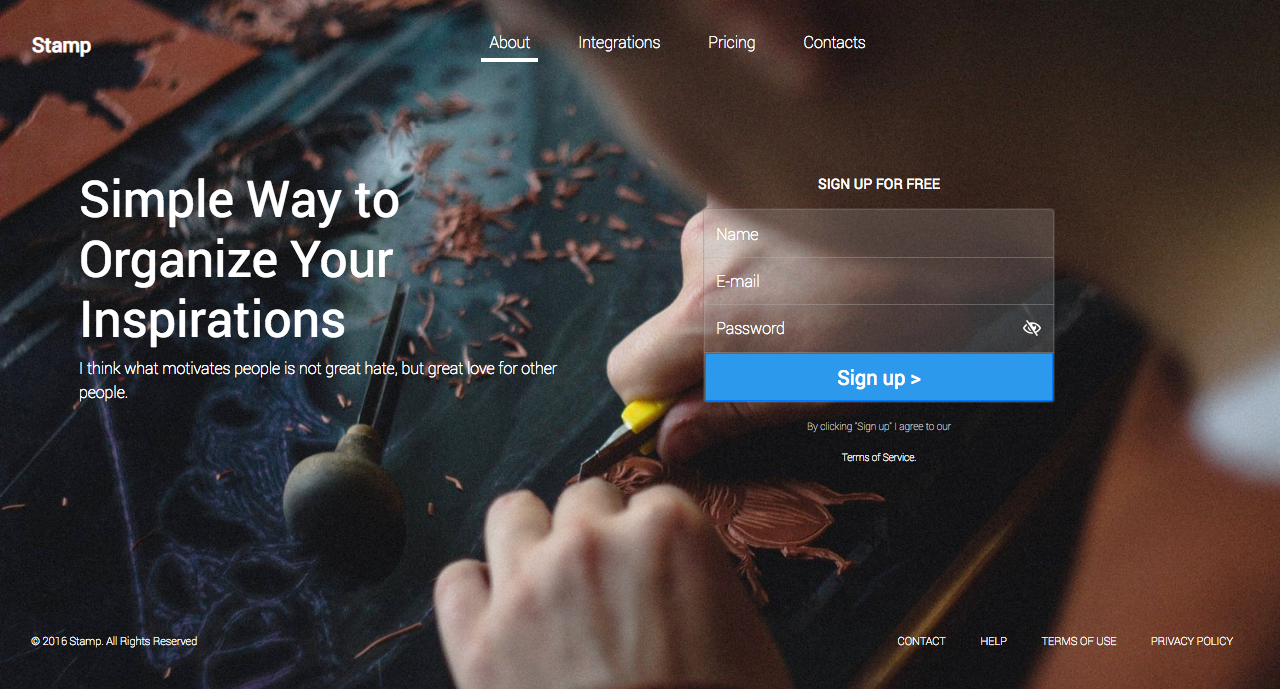 Stamp
About
Integrations
Pricing
Contacts
Simple Way to
Organize Your
Inspirations
I think what motivates people is not great hate, but great love for other
people.
SIGN UP FOR FREE
Name
E-mail
Password
Sign up >
By clicking "Sign up" I agree to our
Terms of Service.
© 2016 Stamp. All Rights Reserved
CONTACT
HELP
TERMS OF USE
PRIVACY POLICY